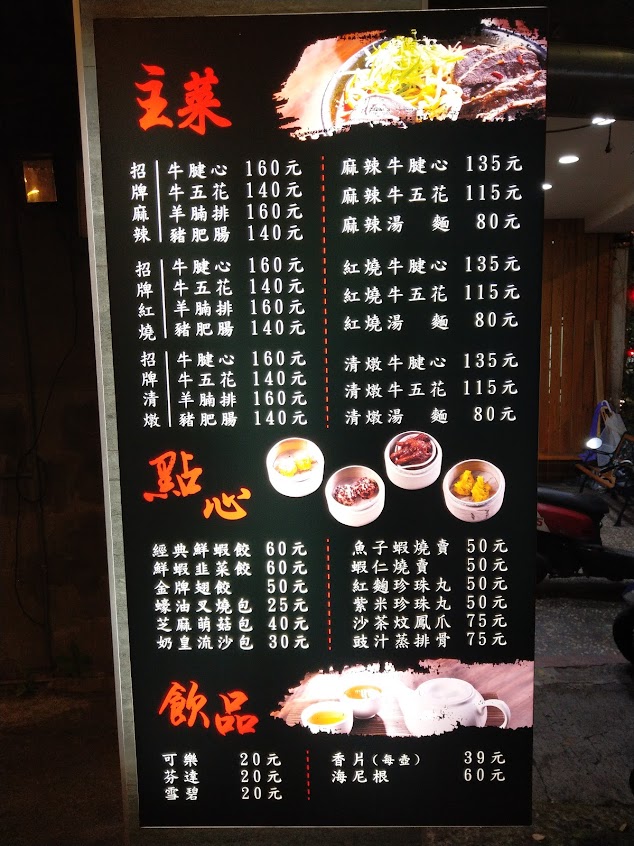 主菜
招牌麻辣
牛腱心 160元
牛五花 140元
羊腩排 160元
豬肥腸 140元
麻辣牛腱心 135元
麻辣牛五花 115元
麻辣湯 麵 80元
招牌紅燒
牛腱心 160元
牛五花 140元
羊腩排 160元
豬肥腸 140元
紅燒牛腱心 135元
紅燒牛五花 115元
紅燒湯 麵 80元
招牌清燉
牛腱心 160元
牛五花 140元
羊腩排 160元
豬肥腸 140元
清燉牛腱心 135元
清燉牛五花 115元
清燉湯 麵 80元
點心
經典鮮蝦餃 60元
鮮蝦韭菜餃 60元
金牌翅餃 50元
蠔油叉燒包 25元
芝麻萌菇包 40元
奶皇流沙包 30元
魚子蝦燒賣 50元
蝦仁燒賣 50元
紅麴珍珠丸 50元
紫米珍珠丸 50元
沙茶炆鳳爪 75元
豉汁蒸排骨 75元
飲品
可樂 20元
芬達 20元
雪碧 20元
香片(每壺) 39元
海尼根 60元